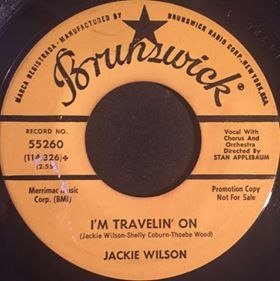 MARCA REGISTRADA - MANUFACTURED BY BRUNSWICK RADIO CORP. NEW YORK, U.S.A.
Brunswick
RECORD NO.
55260
(114,326)+
(2:55)
Merrimac Music
Corp. (BMI)
Vocal With
Chorus And
Orchestra
Directed By
STAN APPLEBAUM
Promotion Copy
Not For Sale
I'M TRAVELIN' ON
(Jackie Wilson-Shelly Coburn-Thoebe Wood)
JACKIE WILSON